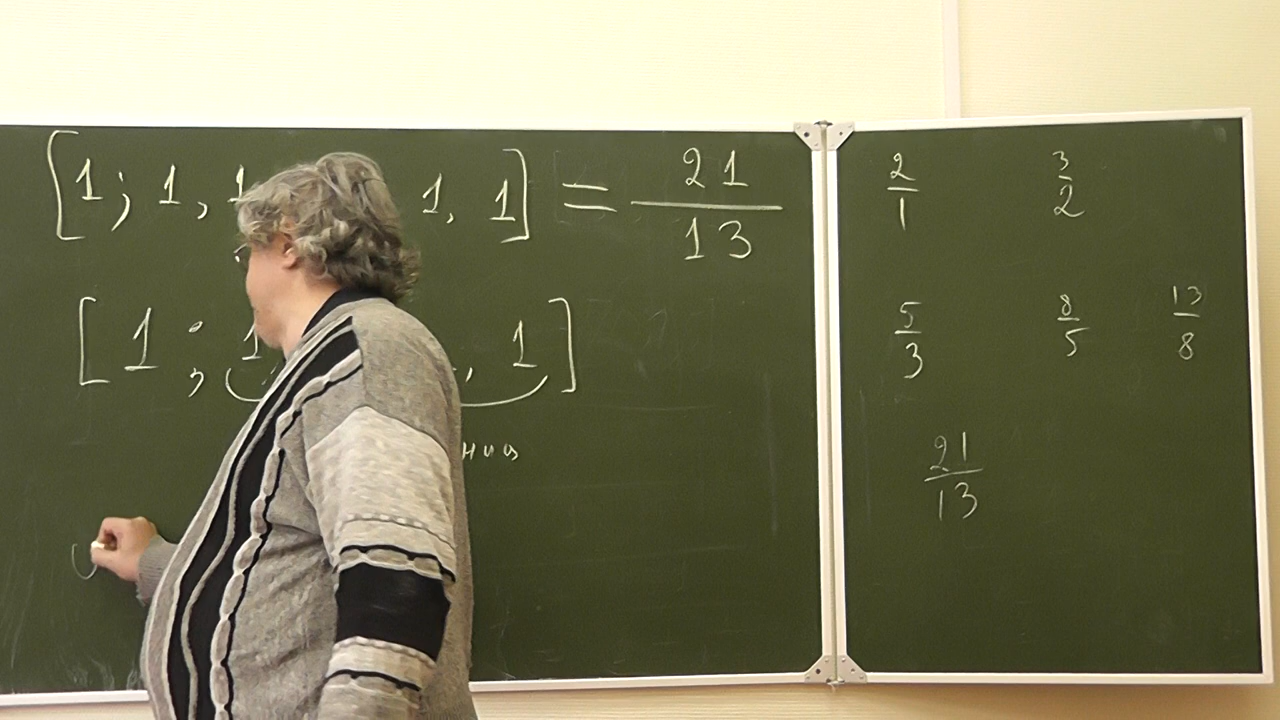 [1; 1, 1 1, 1] = 21/13
[1; 1 , 1]
ния
2/1 3/2
5/3 8/5 13/8
21/13